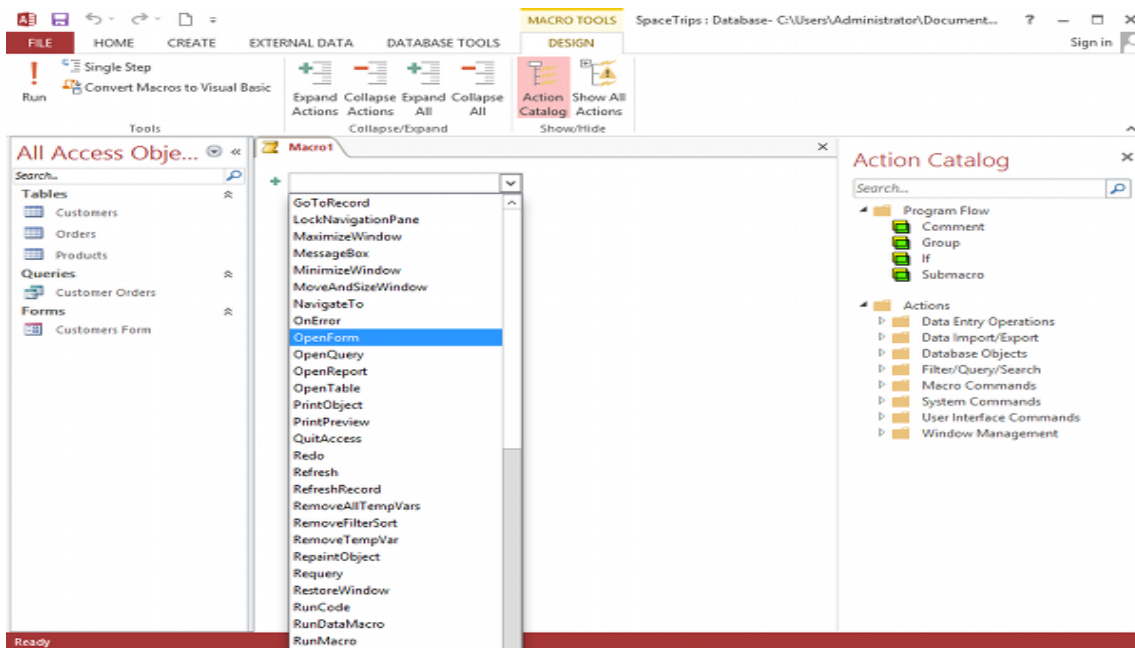 MACRO TOOLS SpaceTrips : Database- C:\Users\Administrator\Document... ?
FILE HOME CREATE EXTERNAL DATA DATABASE TOOLS DESIGN Sign in
Run
Single Step
Convert Macros to Visual Basic
Tools
Expand Actions
Collapse Actions
Expand All
Collapse All
Collapse/Expand
Action Catalog
Show All Actions
Show/Hide
All Access Obje...
Search...
Tables
Customers
Orders
Products
Queries
Customer Orders
Forms
Customers Form
Macro1
GoToRecord
LockNavigationPane
MaximizeWindow
MessageBox
MinimizeWindow
MoveAndSizeWindow
NavigateTo
OnError
OpenForm
OpenQuery
OpenReport
OpenTable
PrintObject
PrintPreview
QuitAccess
Redo
Refresh
RefreshRecord
RemoveAllTempVars
RemoveFilterSort
RemoveTempVar
RepaintObject
Requery
RestoreWindow
RunCode
RunDataMacro
RunMacro
Action Catalog
Search...
Program Flow
Comment
Group
If
Submacro
Actions
Data Entry Operations
Data Import/Export
Database Objects
Filter/Query/Search
Macro Commands
System Commands
User Interface Commands
Window Management
Ready